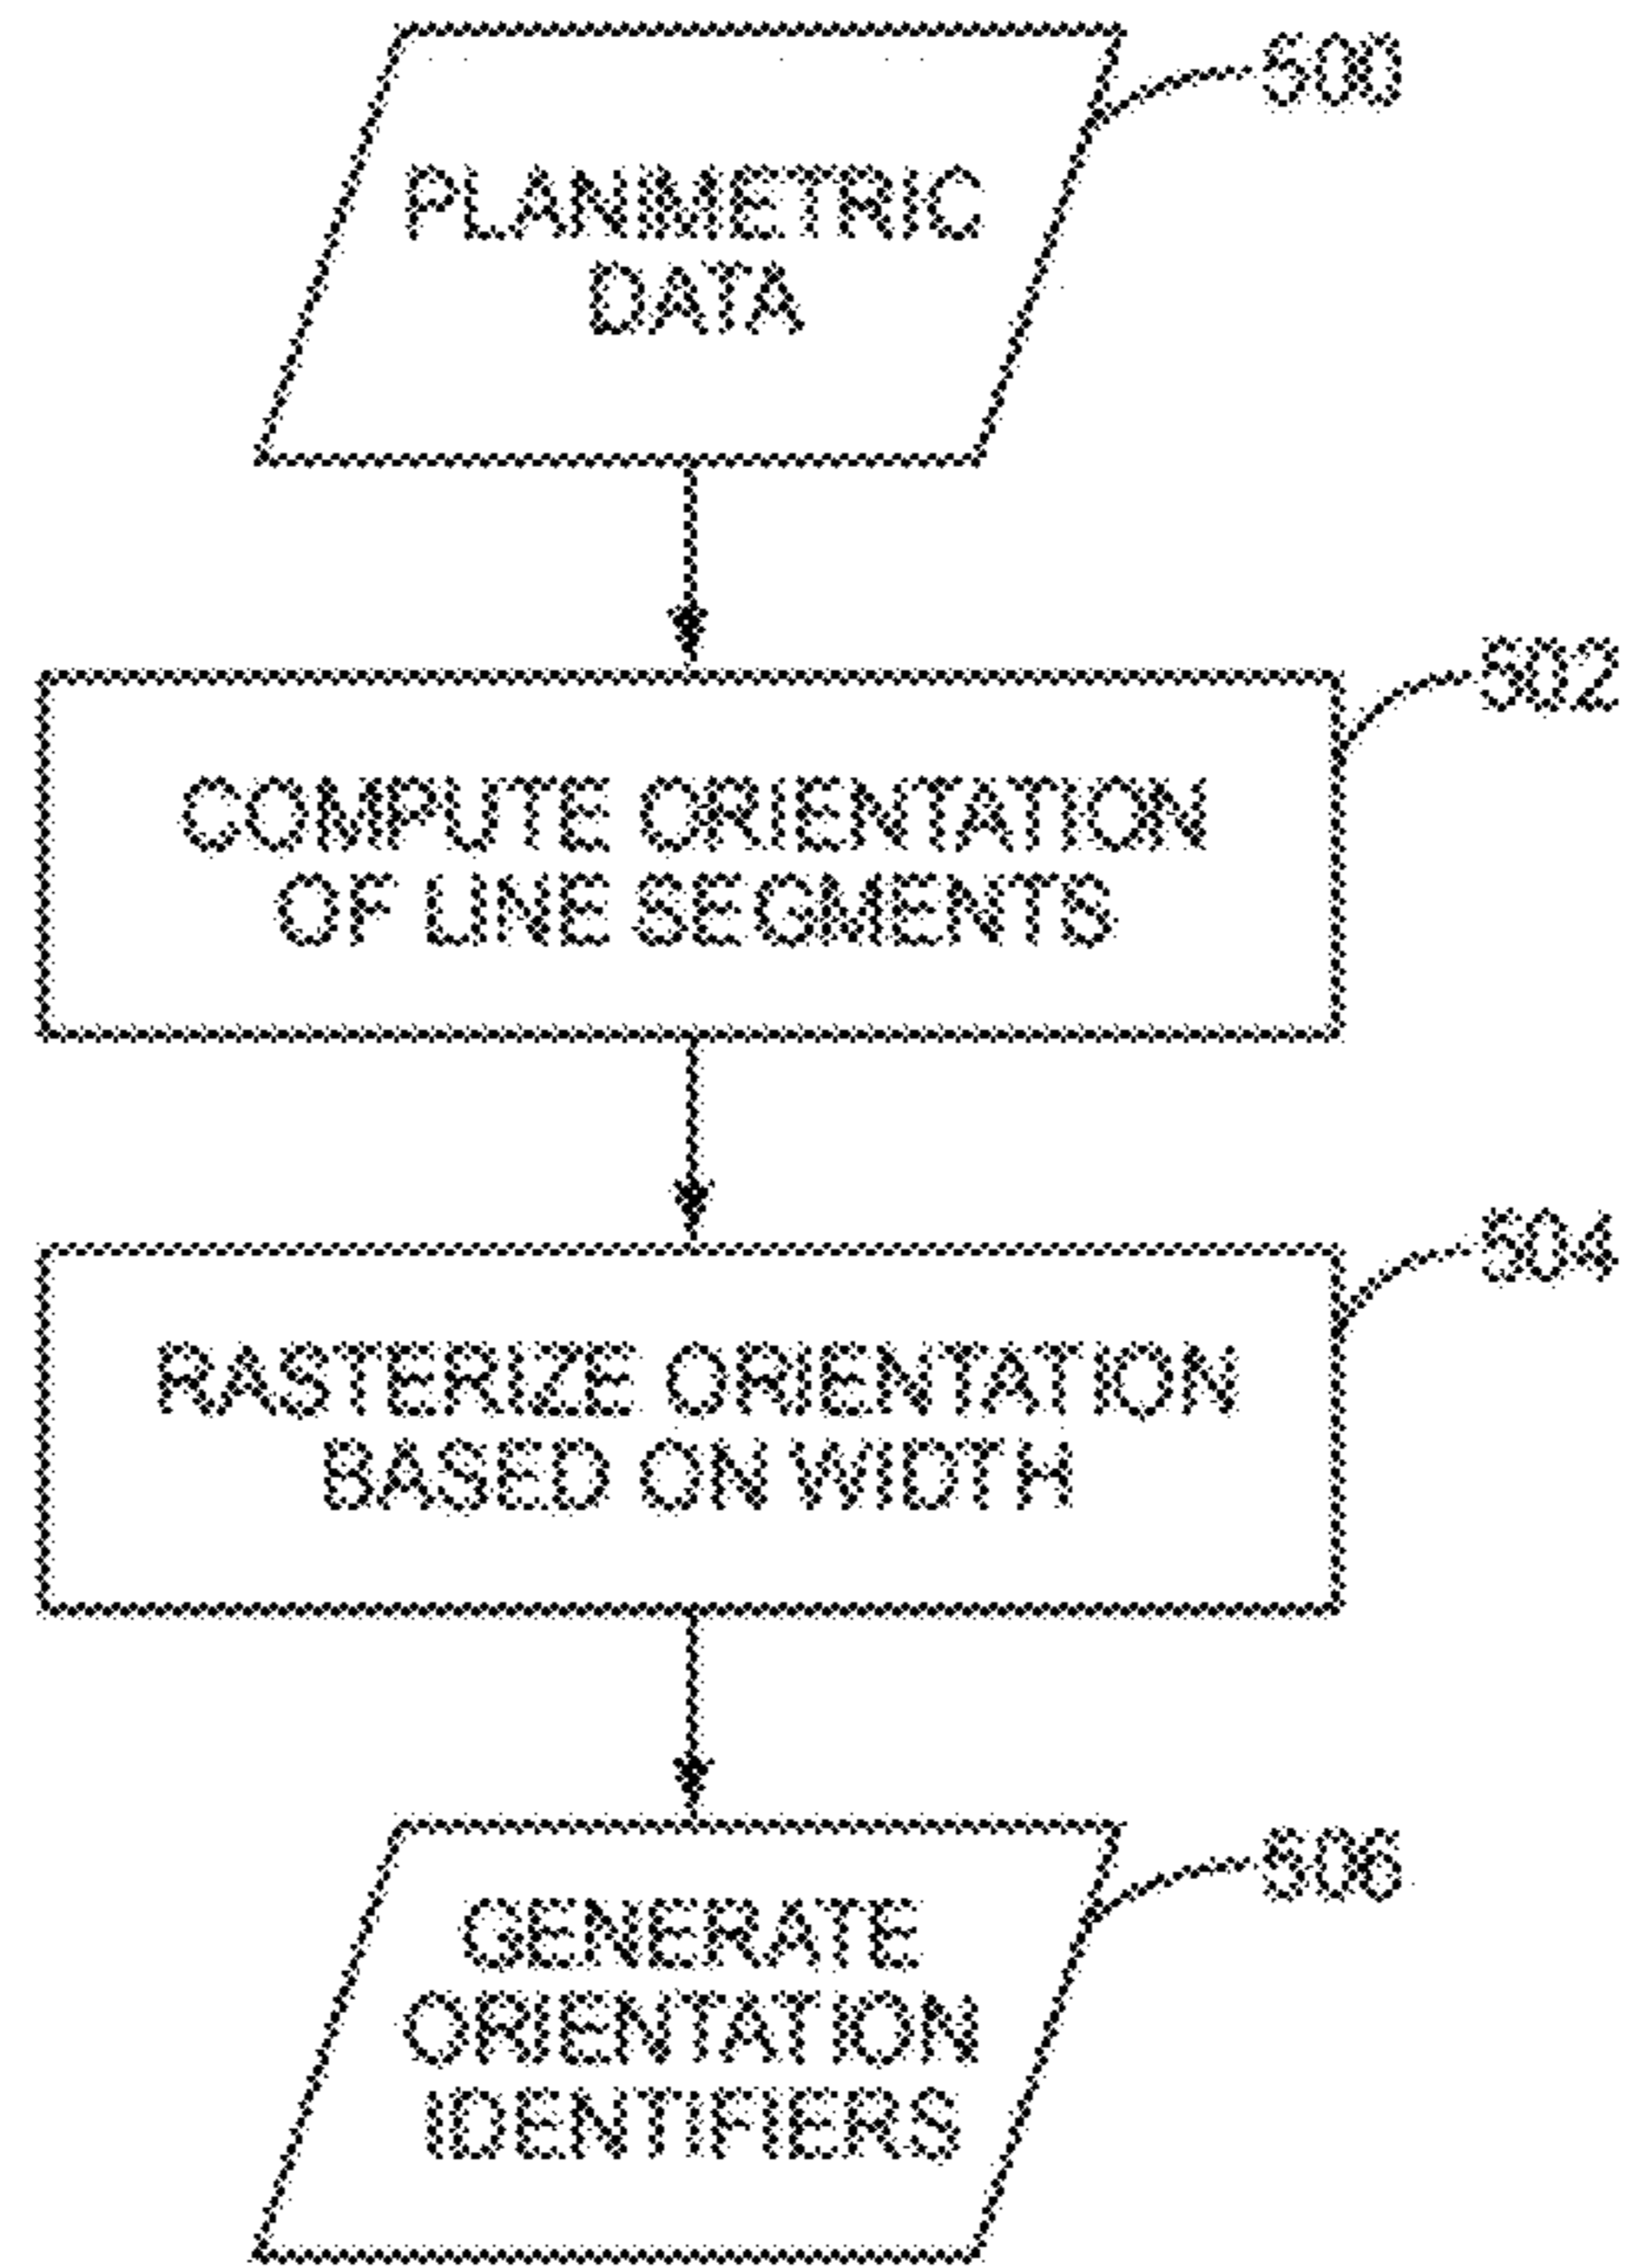 500
PLANIMETRIC
DATA
502
COMPUTE ORIENTATION
OF LINE SEGMENTS
504
RASTERIZE ORIENTATION
BASED ON WIDTH
506
GENERATE
ORIENTATION
IDENTIFIERS